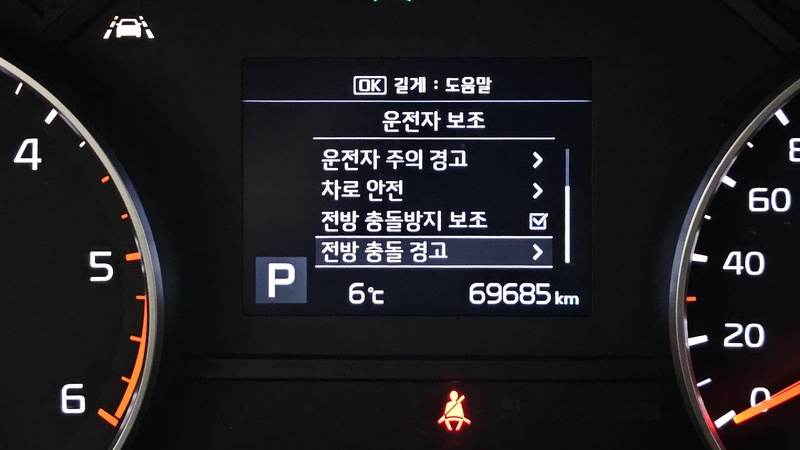 OK 길게 : 도움말
운전자 보조
운전자 주의 경고
차로 안전
전방 충돌방지 보조
전방 충돌 경고
P
6℃
69685 km
4
5
6
8
60
40
20
0